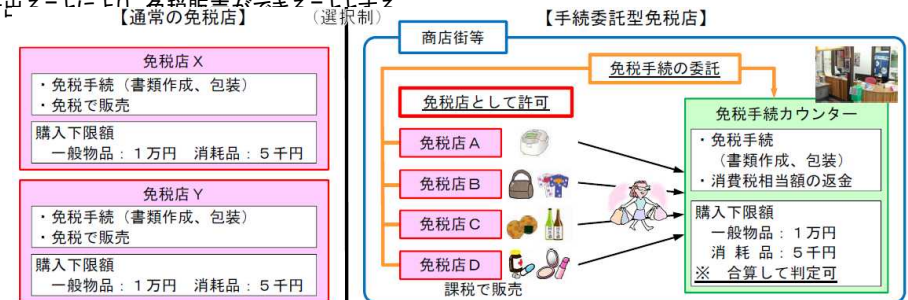 【通常の免税店】
（選択制）
【手続委託型免税店】
免税店X
・免税手続（書類作成、包装）
・免税で販売
購入下限額
一般物品：１万円　消耗品：５千円
免税店Y
・免税手続（書類作成、包装）
・免税で販売
購入下限額
一般物品：１万円　消耗品：５千円
商店街等
免税手続の委託
免税店として許可
免税店A
免税店B
免税店C
免税店D
課税で販売
免税手続カウンター
・免税手続
（書類作成、包装）
・消費税相当額の返金
購入下限額
一般物品：１万円
消 耗 品：５千円
※　合算して判定可